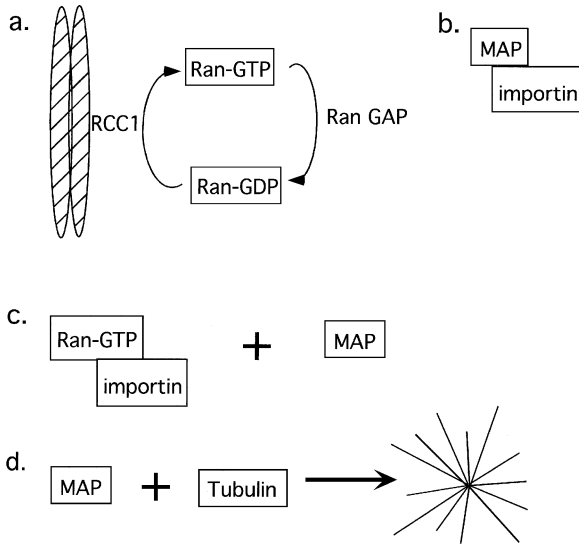 a.
b.
Ran-GTP
MAP
importin
RCC1
Ran GAP
Ran-GDP
c.
Ran-GTP
+
MAP
importin
d.
MAP
+
Tubulin